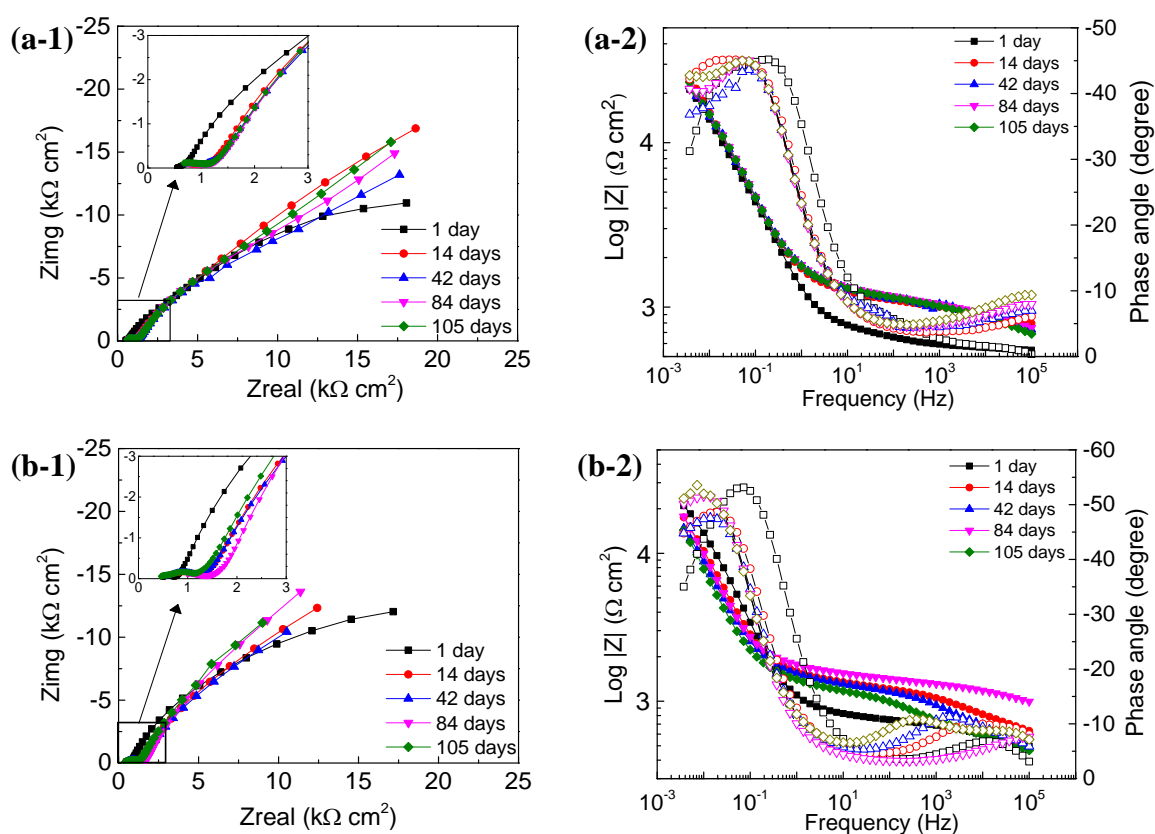 (a-1)
Zimg (kΩ cm²)
-25
-20
-15
-10
-5
0
0 5 10 15 20 25
Zreal (kΩ cm²)
-3
-2
-1
0
0 1 2 3
1 day
14 days
42 days
84 days
105 days
(a-2)
Log |Z| (Ω cm²)
4
3
10⁻³ 10⁻¹ 10¹ 10³ 10⁵
Frequency (Hz)
-50
-40
-30
-20
-10
0
Phase angle (degree)
1 day
14 days
42 days
84 days
105 days
(b-1)
Zimg (kΩ cm²)
-25
-20
-15
-10
-5
0
0 5 10 15 20 25
Zreal (kΩ cm²)
-3
-2
-1
0
0 1 2 3
1 day
14 days
42 days
84 days
105 days
(b-2)
Log |Z| (Ω cm²)
4
3
10⁻³ 10⁻¹ 10¹ 10³ 10⁵
Frequency (Hz)
-60
-50
-40
-30
-20
-10
0
Phase angle (degree)
1 day
14 days
42 days
84 days
105 days